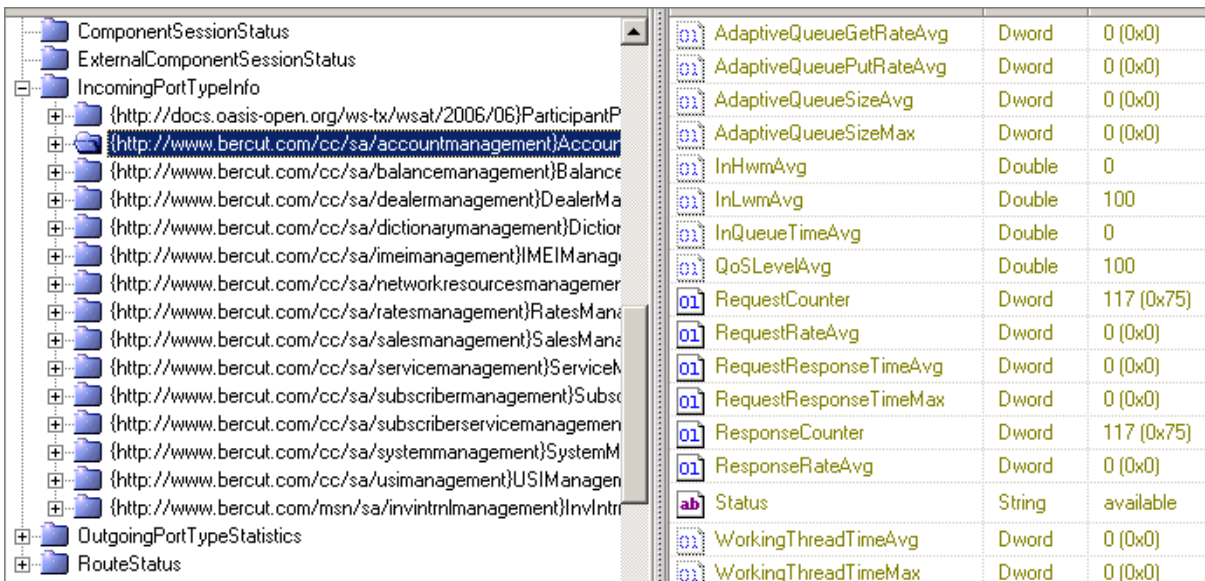 ComponentSessionStatus
ExternalComponentSessionStatus
IncomingPortTypeInfo
{http://docs.oasis-open.org/ws-tx/wsat/2006/06}ParticipantP
{http://www.bercut.com/cc/sa/accountmanagement}Accoun
{http://www.bercut.com/cc/sa/balancemanagement}Balance
{http://www.bercut.com/cc/sa/dealermanagement}DealerMa
{http://www.bercut.com/cc/sa/dictionarymanagement}Diction
{http://www.bercut.com/cc/sa/imeimanagement}IMEIManag
{http://www.bercut.com/cc/sa/networkresourcesmanagemen
{http://www.bercut.com/cc/sa/ratesmanagement}RatesMana
{http://www.bercut.com/cc/sa/salesmanagement}SalesMana
{http://www.bercut.com/cc/sa/servicemanagement}ServiceM
{http://www.bercut.com/cc/sa/subscribermanagement}Subsc
{http://www.bercut.com/cc/sa/subscriberservicemanagemen
{http://www.bercut.com/cc/sa/systemmanagement}SystemM
{http://www.bercut.com/cc/sa/usimanagement}USIManagen
{http://www.bercut.com/msn/sa/invintrnlmanagement}InvIntrn
OutgoingPortTypeStatistics
RouteStatus
AdaptiveQueueGetRateAvg Dword 0 (0x0)
AdaptiveQueuePutRateAvg Dword 0 (0x0)
AdaptiveQueueSizeAvg Dword 0 (0x0)
AdaptiveQueueSizeMax Dword 0 (0x0)
InHwmAvg Double 0
InLwmAvg Double 100
InQueueTimeAvg Double 0
QoSLevelAvg Double 100
RequestCounter Dword 117 (0x75)
RequestRateAvg Dword 0 (0x0)
RequestResponseTimeAvg Dword 0 (0x0)
RequestResponseTimeMax Dword 0 (0x0)
ResponseCounter Dword 117 (0x75)
ResponseRateAvg Dword 0 (0x0)
Status String available
WorkingThreadTimeAvg Dword 0 (0x0)
WorkingThreadTimeMax Dword 0 (0x0)